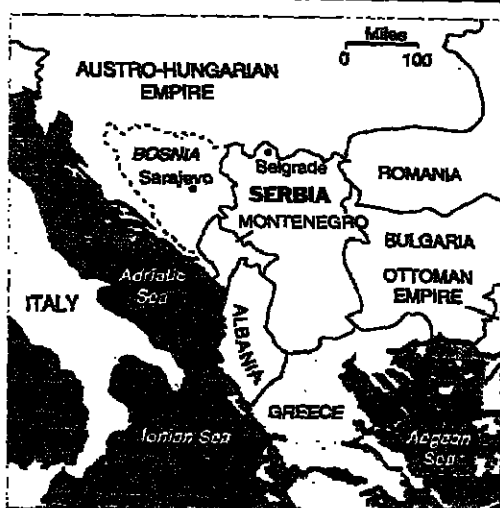 Miles
0 100
AUSTRO-HUNGARIAN
EMPIRE
BOSNIA
Sarajevo
Belgrade
SERBIA
MONTENEGRO
ROMANIA
BULGARIA
OTTOMAN
EMPIRE
Adriatic
Sea
ITALY
ALBANIA
GREECE
Ionian Sea
Aegean
Sea